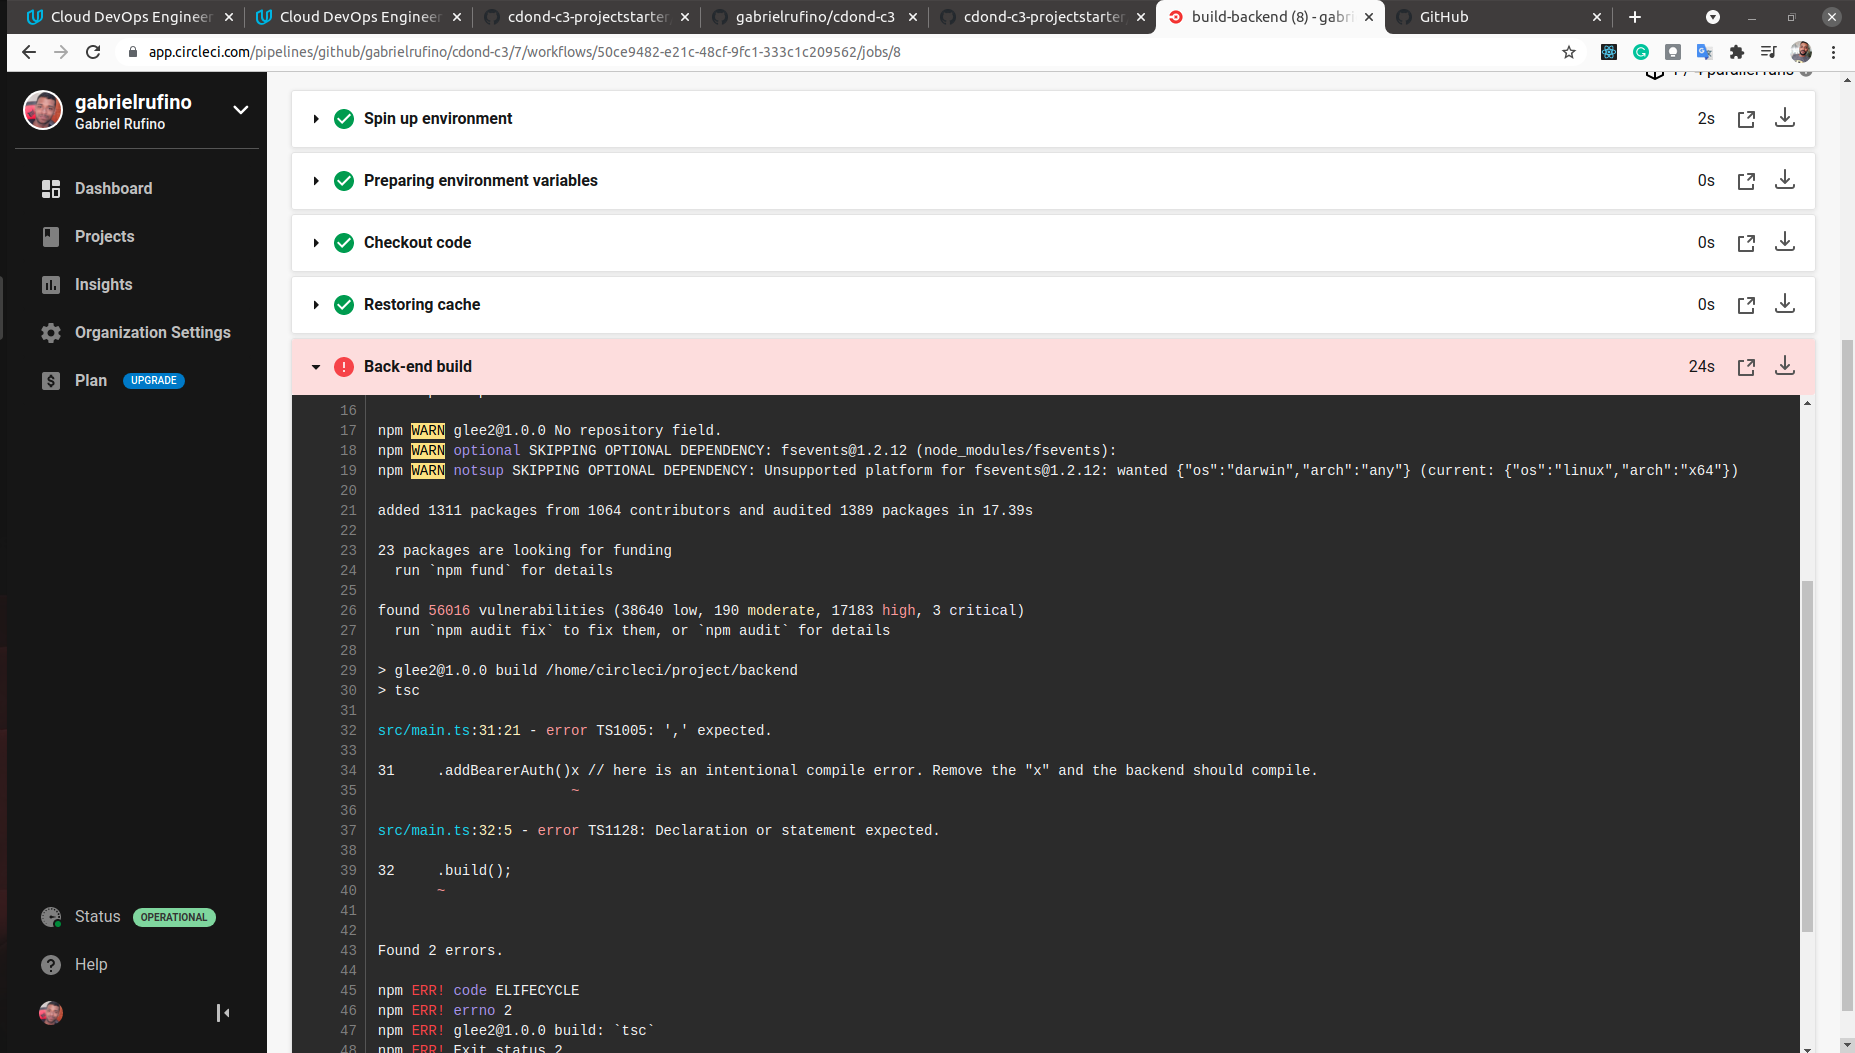 Cloud DevOps Engineer
Cloud DevOps Engineer
cdond-c3-projectstarter
gabrielrufino/cdond-c3
cdond-c3-projectstarter
build-backend (8) - gabri
GitHub
app.circleci.com/pipelines/github/gabrielrufino/cdond-c3/7/workflows/50ce9482-e21c-48cf-9fc1-333c1c209562/jobs/8
gabrielrufino
Gabriel Rufino
Dashboard
Projects
Insights
Organization Settings
Plan UPGRADE
Status OPERATIONAL
Help
parallel runs
Spin up environment 2s
Preparing environment variables 0s
Checkout code 0s
Restoring cache 0s
Back-end build 24s
16
17 npm WARN glee2@1.0.0 No repository field.
18 npm WARN optional SKIPPING OPTIONAL DEPENDENCY: fsevents@1.2.12 (node_modules/fsevents):
19 npm WARN notsup SKIPPING OPTIONAL DEPENDENCY: Unsupported platform for fsevents@1.2.12: wanted {"os":"darwin","arch":"any"} (current: {"os":"linux","arch":"x64"})
20
21 added 1311 packages from 1064 contributors and audited 1389 packages in 17.39s
22
23 23 packages are looking for funding
24 run `npm fund` for details
25
26 found 56016 vulnerabilities (38640 low, 190 moderate, 17183 high, 3 critical)
27 run `npm audit fix` to fix them, or `npm audit` for details
28
29 > glee2@1.0.0 build /home/circleci/project/backend
30 > tsc
31
32 src/main.ts:31:21 - error TS1005: ',' expected.
33
34 31 .addBearerAuth()x // here is an intentional compile error. Remove the "x" and the backend should compile.
35 ~
36
37 src/main.ts:32:5 - error TS1128: Declaration or statement expected.
38
39 32 .build();
40 ~
41
42
43 Found 2 errors.
44
45 npm ERR! code ELIFECYCLE
46 npm ERR! errno 2
47 npm ERR! glee2@1.0.0 build: `tsc`
48 npm ERR! Exit status 2